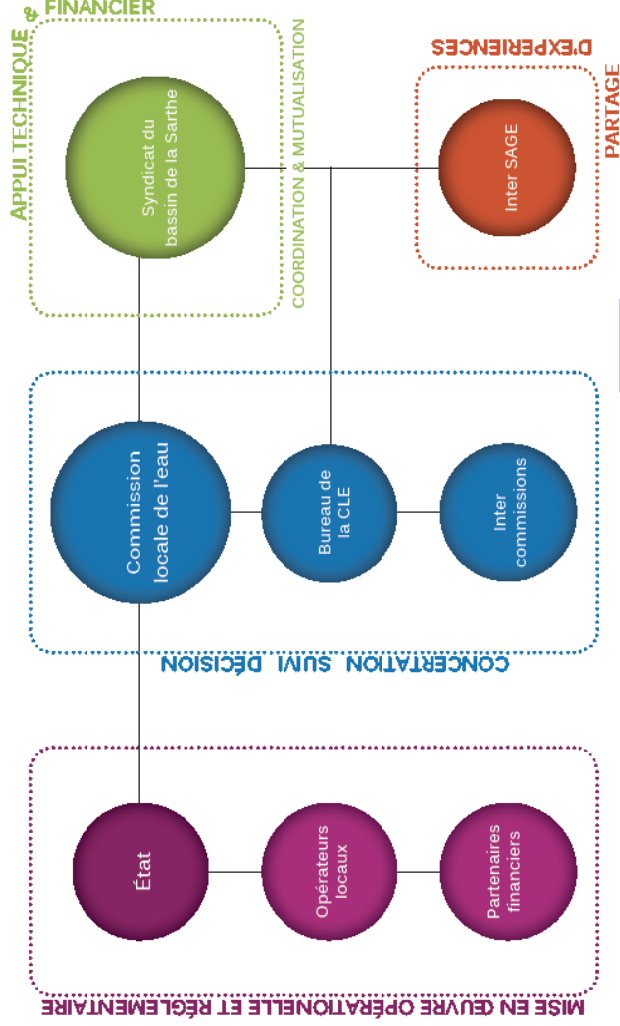 MISE EN ŒUVRE OPÉRATIONELLE ET RÉGLEMENTAIRE
État
Opérateurs
locaux
Partenaires
financiers
CONCERTATION SUIVI DÉCISION
Commission
locale de l'eau
Bureau de
la CLE
Inter
commissions
APPUI TECHNIQUE
& FINANCIER
Syndicat du
bassin de la Sarthe
COORDINATION & MUTUALISATION
Inter SAGE
PARTAGE
D'EXPERIENCES